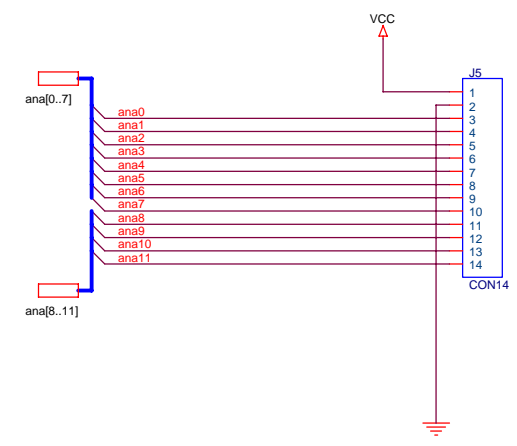 VCC
J5
ana[0..7]
1
2
ana0 3
ana1 4
ana2 5
ana3 6
ana4 7
ana5 8
ana6 9
ana7 10
ana8 11
ana9 12
ana10 13
ana11 14
CON14
ana[8..11]